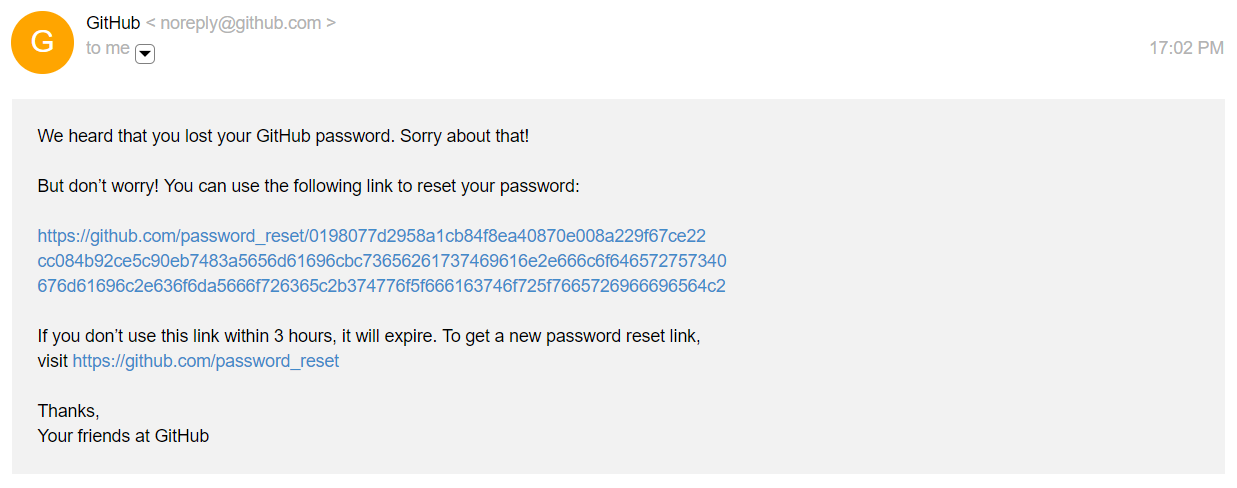 G
GitHub < noreply@github.com >
to me
17:02 PM
We heard that you lost your GitHub password. Sorry about that!
But don’t worry! You can use the following link to reset your password:
https://github.com/password_reset/0198077d2958a1cb84f8ea40870e008a229f67ce22
cc084b92ce5c90eb7483a5656d61696cbc73656261737469616e2e666c6f646572757340
676d61696c2e636f6da5666f726365c2b374776f5f666163746f725f7665726966696564c2
If you don’t use this link within 3 hours, it will expire. To get a new password reset link,
visit https://github.com/password_reset
Thanks,
Your friends at GitHub